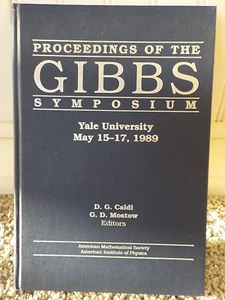 PROCEEDINGS OF THE
GIBBS
SYMPOSIUM
Yale University
May 15–17, 1989
D. G. Caldi
G. D. Mostow
Editors
American Mathematical Society
American Institute of Physics